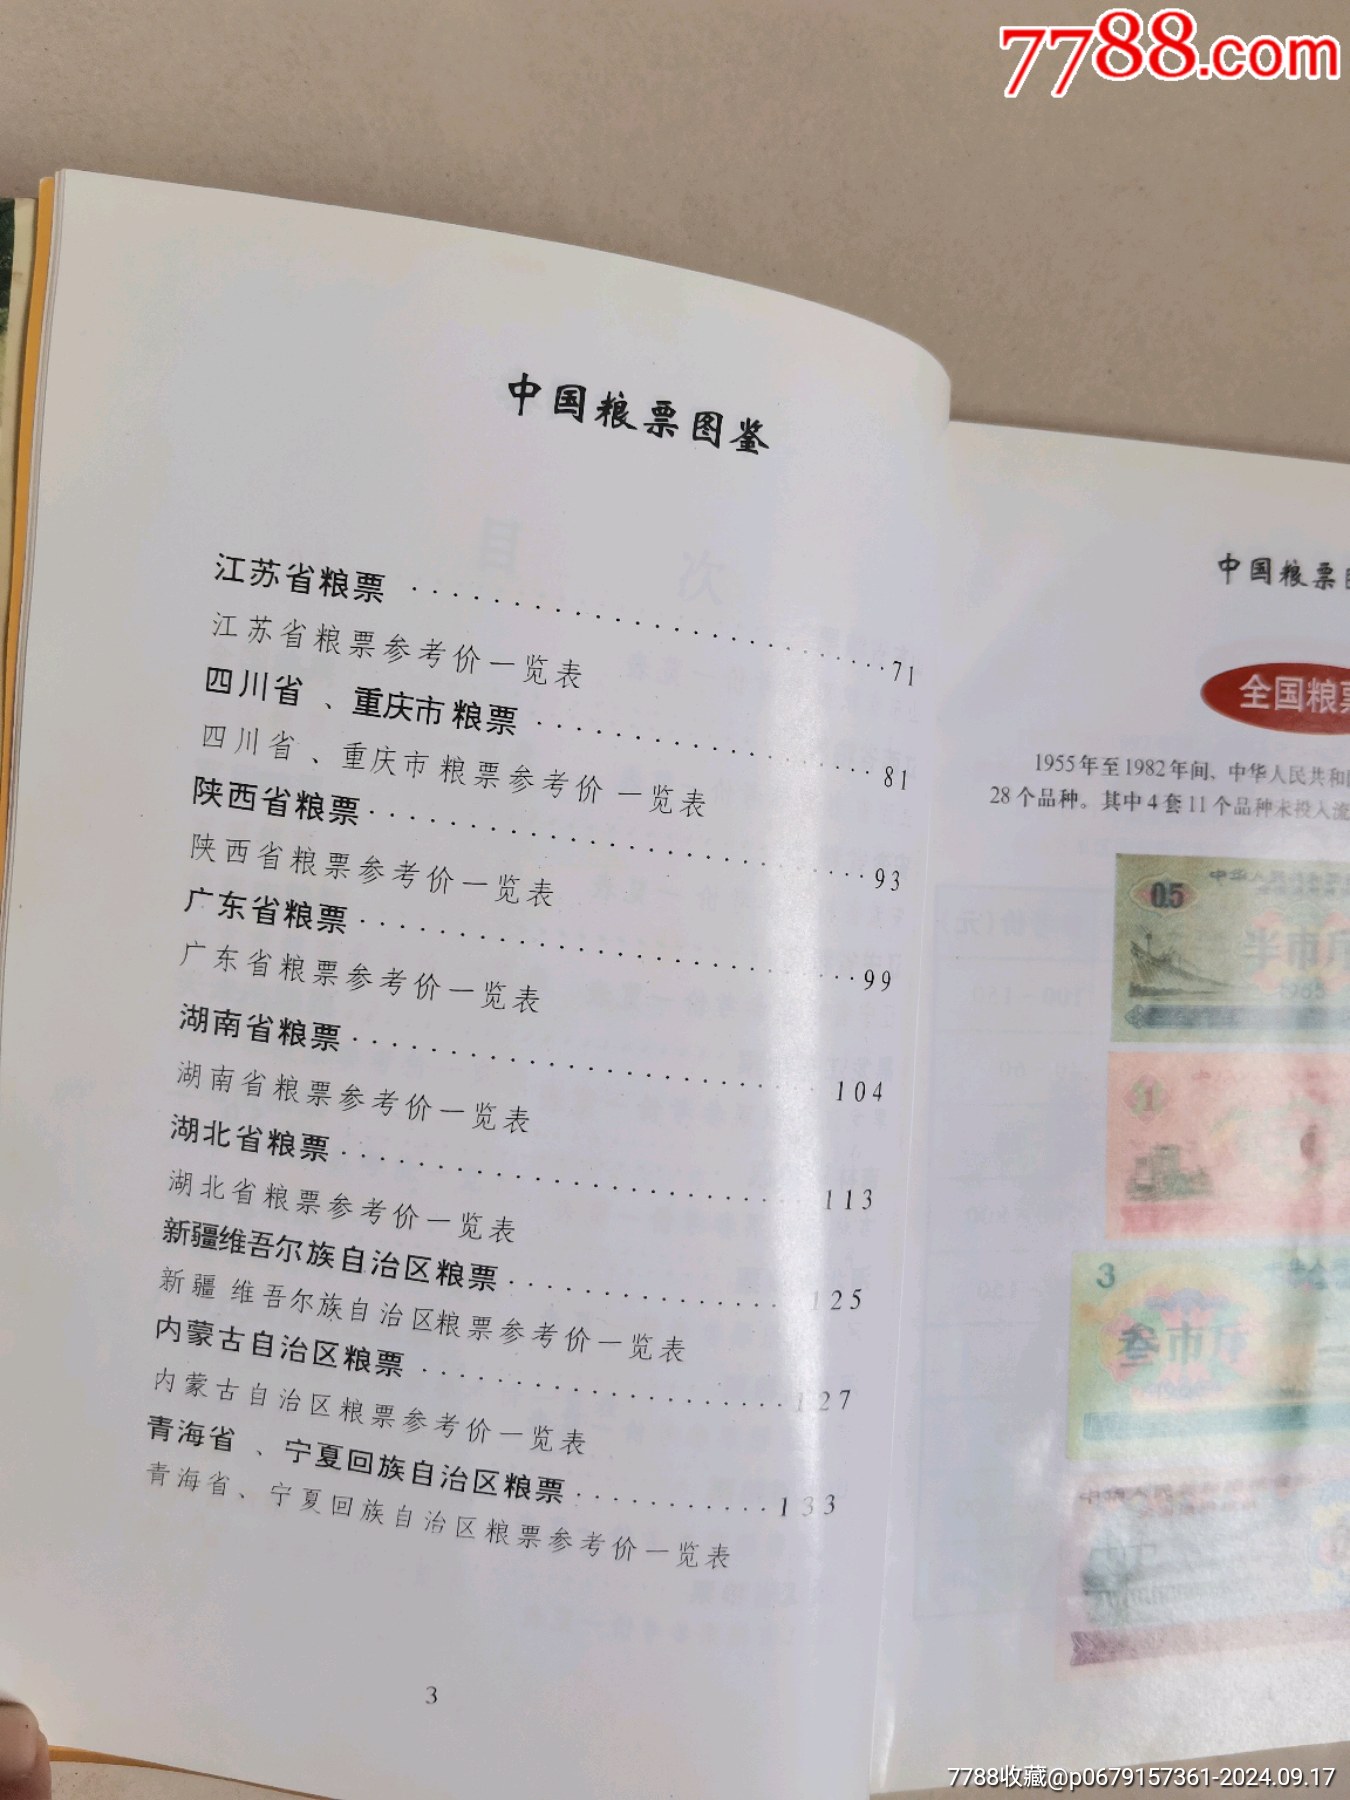 7788.com
中国粮票图鉴
江苏省粮票 ····························71
江苏省粮票参考价一览表
四川省、重庆市粮票 ····················81
四川省、重庆市粮票参考价一览表
陕西省粮票 ····························93
陕西省粮票参考价一览表
广东省粮票 ····························99
广东省粮票参考价一览表
湖南省粮票 ····························104
湖南省粮票参考价一览表
湖北省粮票 ····························113
湖北省粮票参考价一览表
新疆维吾尔族自治区粮票 ················125
新疆维吾尔族自治区粮票参考价一览表
内蒙古自治区粮票 ······················127
内蒙古自治区粮票参考价一览表
青海省、宁夏回族自治区粮票 ············133
青海省、宁夏回族自治区粮票参考价一览表
3
中国粮票
全国粮票
1955年至1982年间、中华人民共和
28个品种。其中4套11个品种未投入流
0.5
半市斤
1965
1
3
叁市斤
7788收藏@p0679157361-2024.09.17